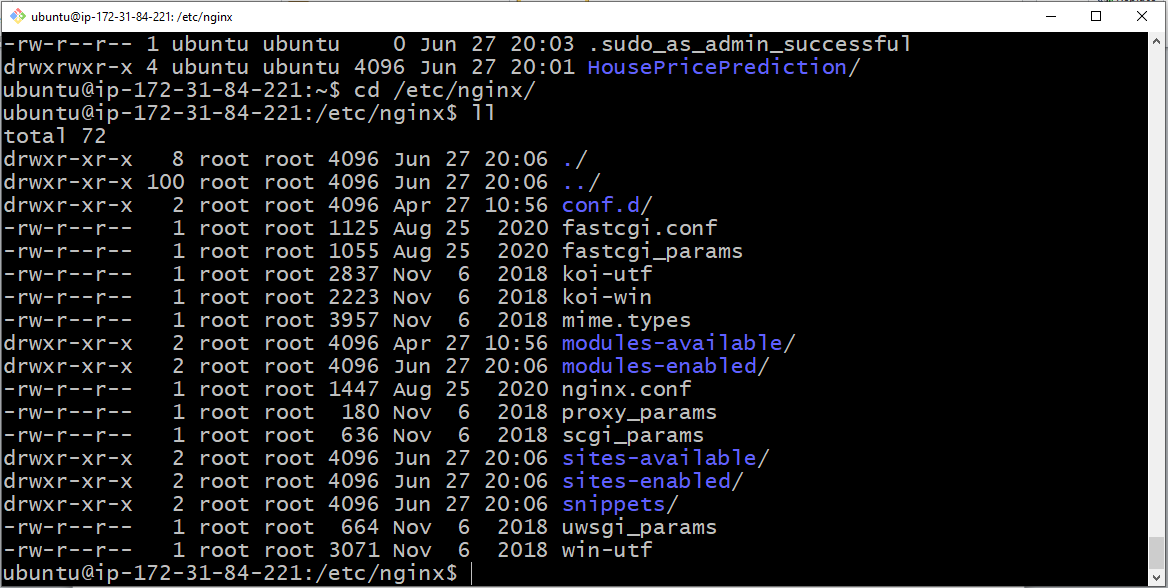 ubuntu@ip-172-31-84-221: /etc/nginx
-rw-r--r-- 1 ubuntu ubuntu    0 Jun 27 20:03 .sudo_as_admin_successful
drwxrwxr-x 4 ubuntu ubuntu 4096 Jun 27 20:01 HousePricePrediction/
ubuntu@ip-172-31-84-221:~$ cd /etc/nginx/
ubuntu@ip-172-31-84-221:/etc/nginx$ ll
total 72
drwxr-xr-x   8 root root 4096 Jun 27 20:06 ./
drwxr-xr-x 100 root root 4096 Jun 27 20:06 ../
drwxr-xr-x   2 root root 4096 Apr 27 10:56 conf.d/
-rw-r--r--   1 root root 1125 Aug 25  2020 fastcgi.conf
-rw-r--r--   1 root root 1055 Aug 25  2020 fastcgi_params
-rw-r--r--   1 root root 2837 Nov  6  2018 koi-utf
-rw-r--r--   1 root root 2223 Nov  6  2018 koi-win
-rw-r--r--   1 root root 3957 Nov  6  2018 mime.types
drwxr-xr-x   2 root root 4096 Apr 27 10:56 modules-available/
drwxr-xr-x   2 root root 4096 Jun 27 20:06 modules-enabled/
-rw-r--r--   1 root root 1447 Aug 25  2020 nginx.conf
-rw-r--r--   1 root root  180 Nov  6  2018 proxy_params
-rw-r--r--   1 root root  636 Nov  6  2018 scgi_params
drwxr-xr-x   2 root root 4096 Jun 27 20:06 sites-available/
drwxr-xr-x   2 root root 4096 Jun 27 20:06 sites-enabled/
drwxr-xr-x   2 root root 4096 Jun 27 20:06 snippets/
-rw-r--r--   1 root root  664 Nov  6  2018 uwsgi_params
-rw-r--r--   1 root root 3071 Nov  6  2018 win-utf
ubuntu@ip-172-31-84-221:/etc/nginx$